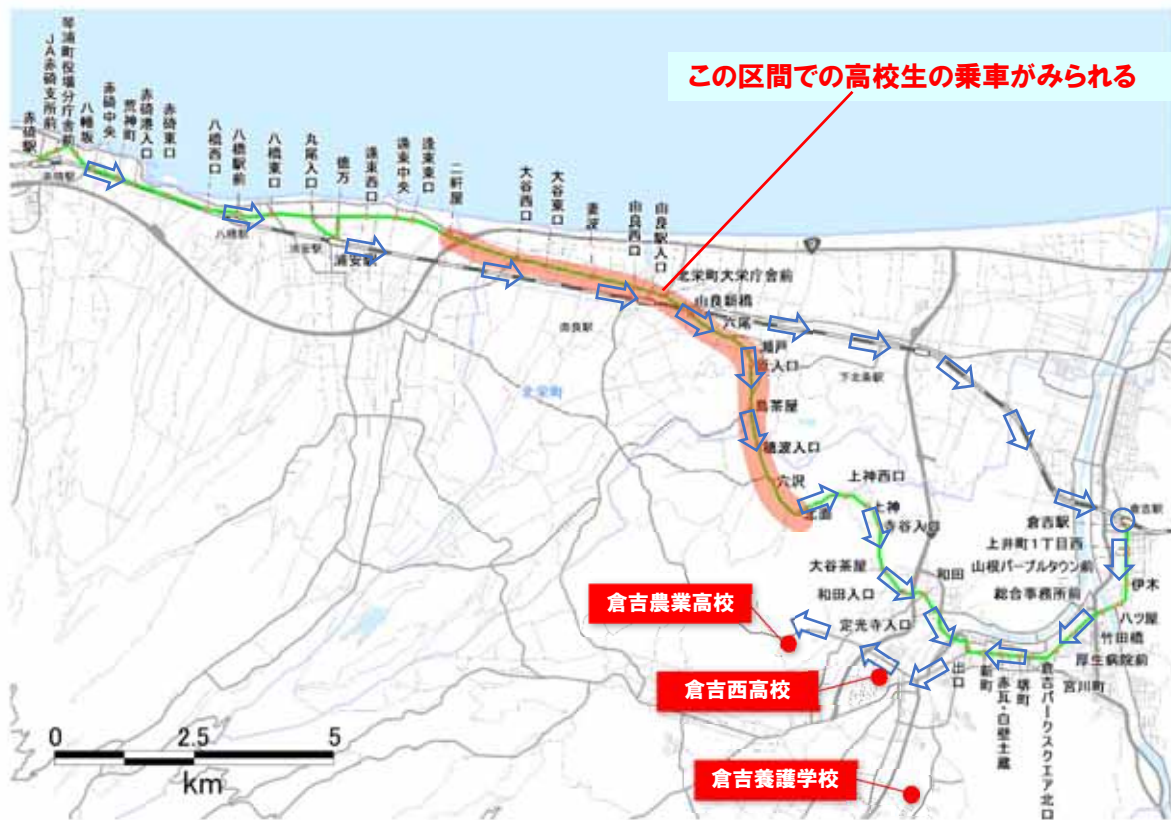 この区間での高校生の乗車がみられる
赤碕駅
JA赤碕支所前
琴浦町役場分庁舎前
八幡坂
赤碕中央
荒神町
赤碕港入口
赤碕東口
八橋西口
八橋駅前
八橋東口
丸尾入口
徳万
逢東西口
逢東中央
逢東東口
二軒屋
大谷西口
大谷東口
妻波
由良西口
由良駅入口
八橋駅
浦安駅
浦安駅
9
北栄町大栄庁舎前
由良新橋
六尾
瀬戸
由良駅
下北条駅
北栄町
島茶屋
穂波入口
穴沢
上神西口
上神
寺谷入口
大谷茶屋
和田
和田入口
定光寺入口
倉吉駅
倉吉駅
上井町1丁目西
山根パープルタウン前
伊木
総合事務所前
八ツ屋
竹田橋
厚生病院前
宮川町
倉吉パークスクエア北口
堺町
赤瓦・白壁土蔵
新町
出口
倉吉農業高校
倉吉西高校
倉吉養護学校
0 2.5 5
km